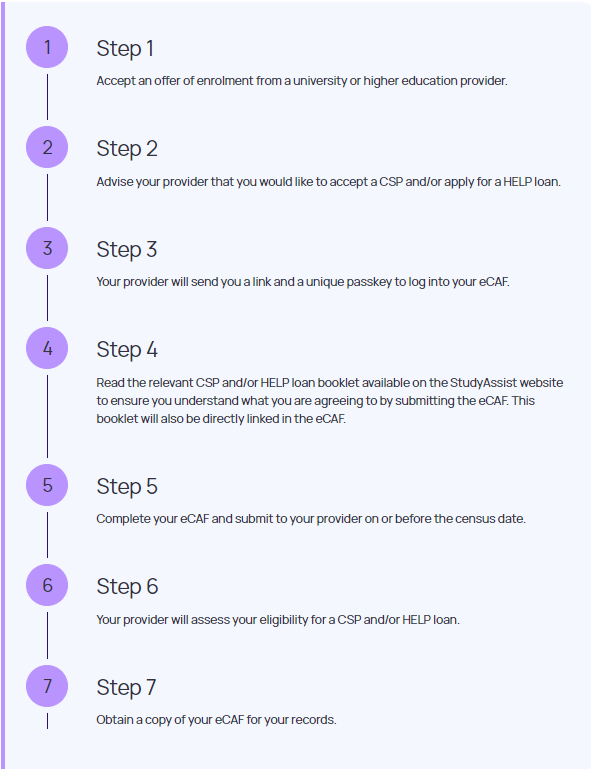 1
Step 1
Accept an offer of enrolment from a university or higher education provider.
2
Step 2
Advise your provider that you would like to accept a CSP and/or apply for a HELP loan.
3
Step 3
Your provider will send you a link and a unique passkey to log into your eCAF.
4
Step 4
Read the relevant CSP and/or HELP loan booklet available on the StudyAssist website
to ensure you understand what you are agreeing to by submitting the eCAF. This
booklet will also be directly linked in the eCAF.
5
Step 5
Complete your eCAF and submit to your provider on or before the census date.
6
Step 6
Your provider will assess your eligibility for a CSP and/or HELP loan.
7
Step 7
Obtain a copy of your eCAF for your records.